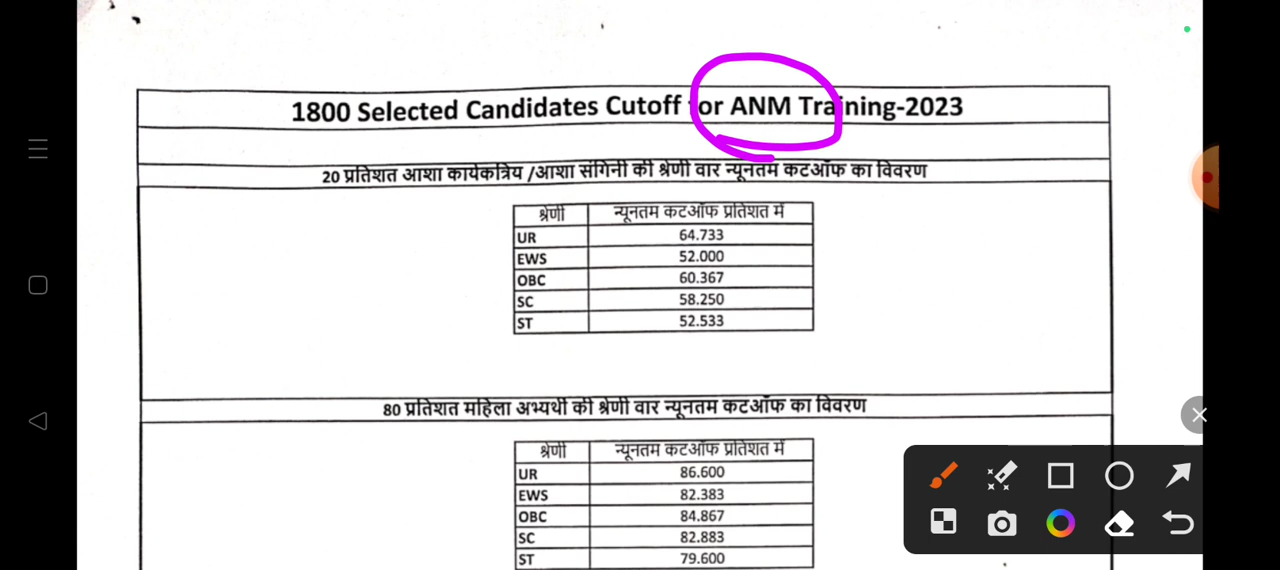 1800 Selected Candidates Cutoff for ANM Training-2023
20 प्रतिशत आशा कार्यकत्रिय /आशा संगिनी की श्रेणी वार न्यूनतम कटऑफ का विवरण
श्रेणी न्यूनतम कटऑफ प्रतिशत में
UR 64.733
EWS 52.000
OBC 60.367
SC 58.250
ST 52.533
80 प्रतिशत महिला अभ्यर्थी की श्रेणी वार न्यूनतम कटऑफ का विवरण
श्रेणी न्यूनतम कटऑफ प्रतिशत में
UR 86.600
EWS 82.383
OBC 84.867
SC 82.883
ST 79.600